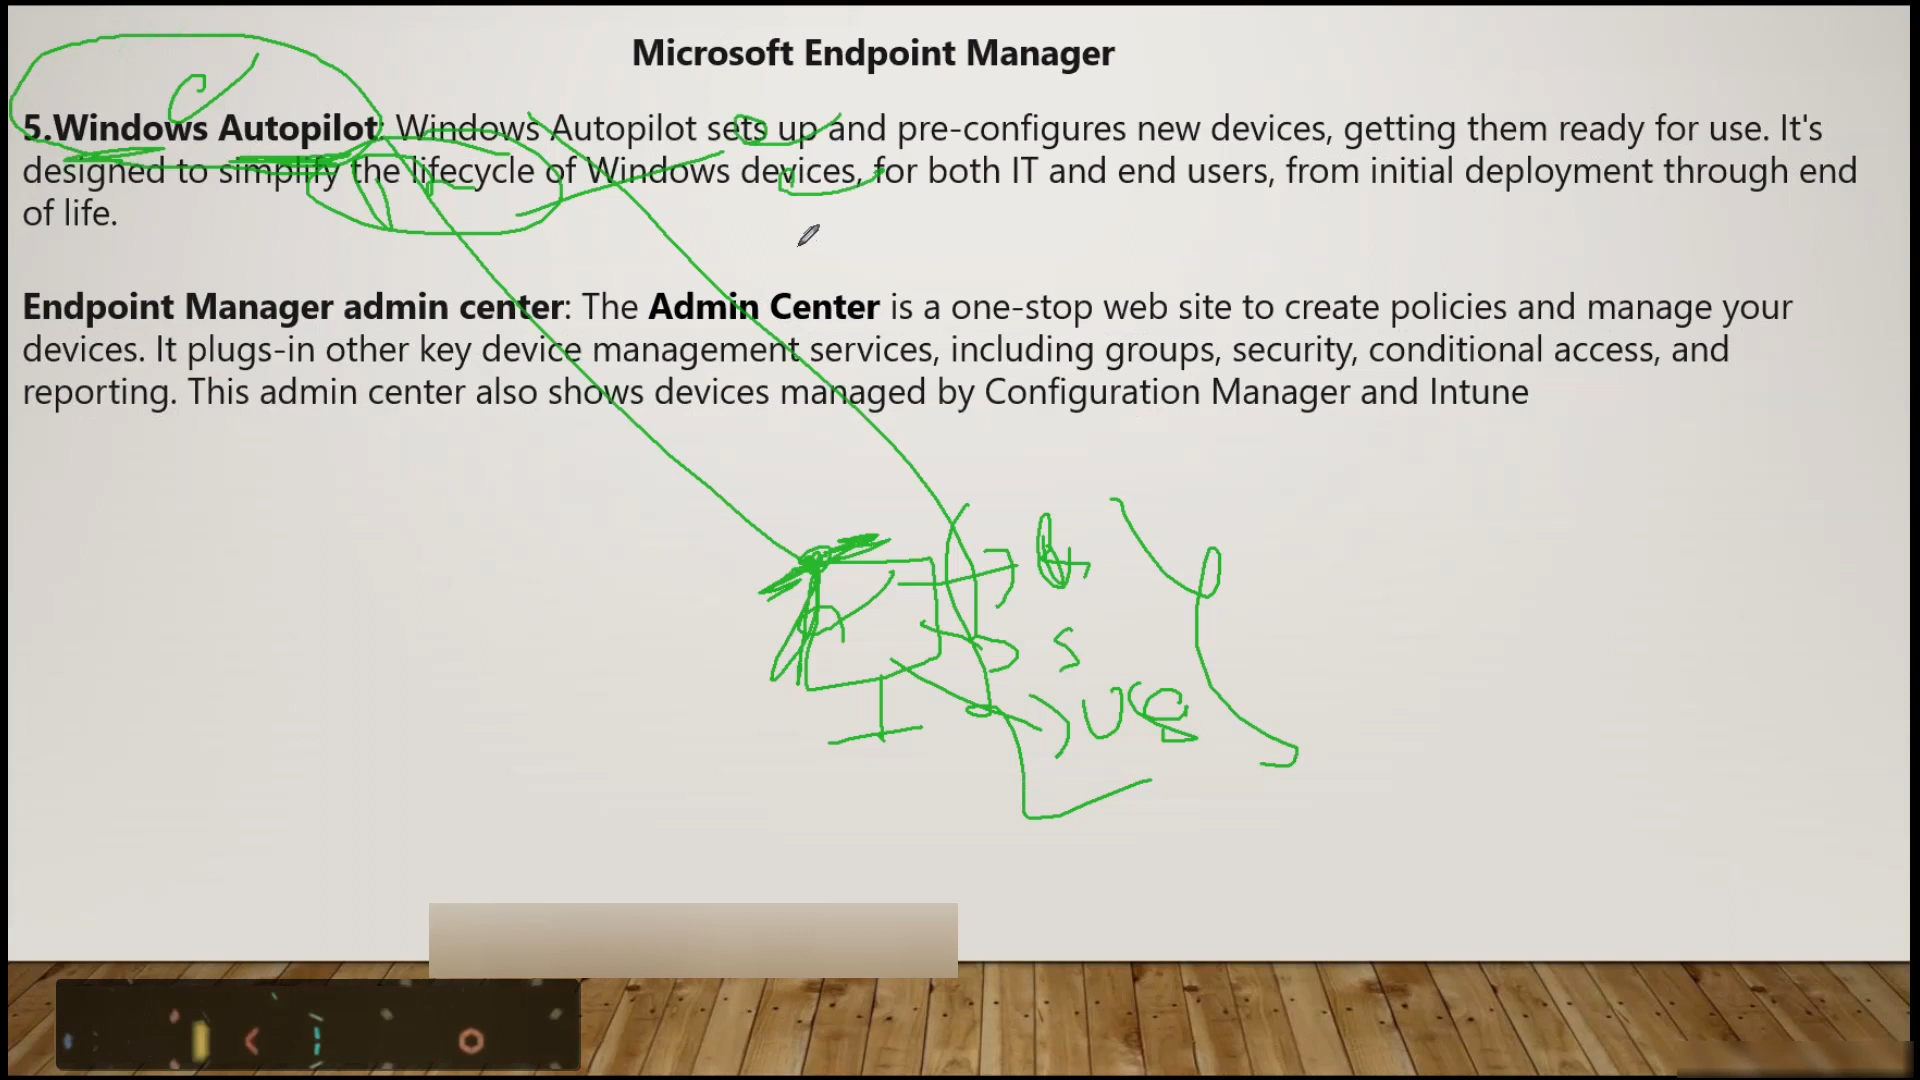 Microsoft Endpoint Manager
5.Windows Autopilot: Windows Autopilot sets up and pre-configures new devices, getting them ready for use. It's
designed to simplify the lifecycle of Windows devices, for both IT and end users, from initial deployment through end
of life.
Endpoint Manager admin center: The Admin Center is a one-stop web site to create policies and manage your
devices. It plugs-in other key device management services, including groups, security, conditional access, and
reporting. This admin center also shows devices managed by Configuration Manager and Intune